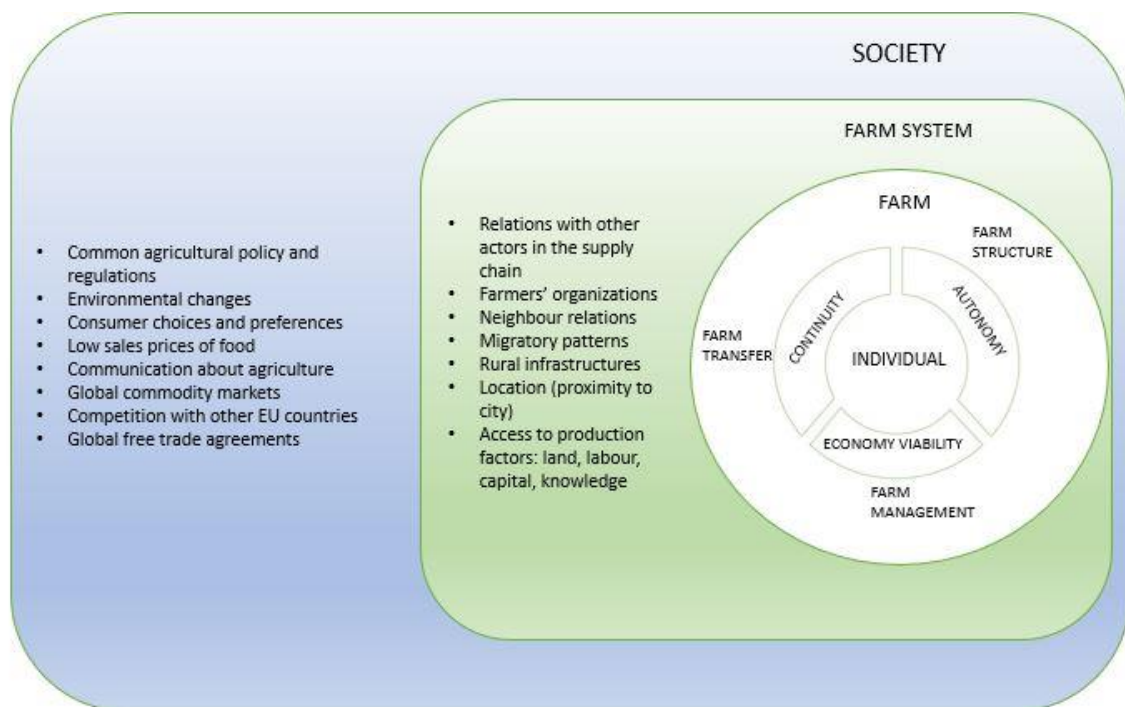 SOCIETY
• Common agricultural policy and
regulations
• Environmental changes
• Consumer choices and preferences
• Low sales prices of food
• Communication about agriculture
• Global commodity markets
• Competition with other EU countries
• Global free trade agreements
FARM SYSTEM
• Relations with other
actors in the supply
chain
• Farmers’ organizations
• Neighbour relations
• Migratory patterns
• Rural infrastructures
• Location (proximity to
city)
• Access to production
factors: land, labour,
capital, knowledge
FARM
FARM
STRUCTURE
FARM
TRANSFER
CONTINUITY
AUTONOMY
INDIVIDUAL
ECONOMY VIABILITY
FARM
MANAGEMENT